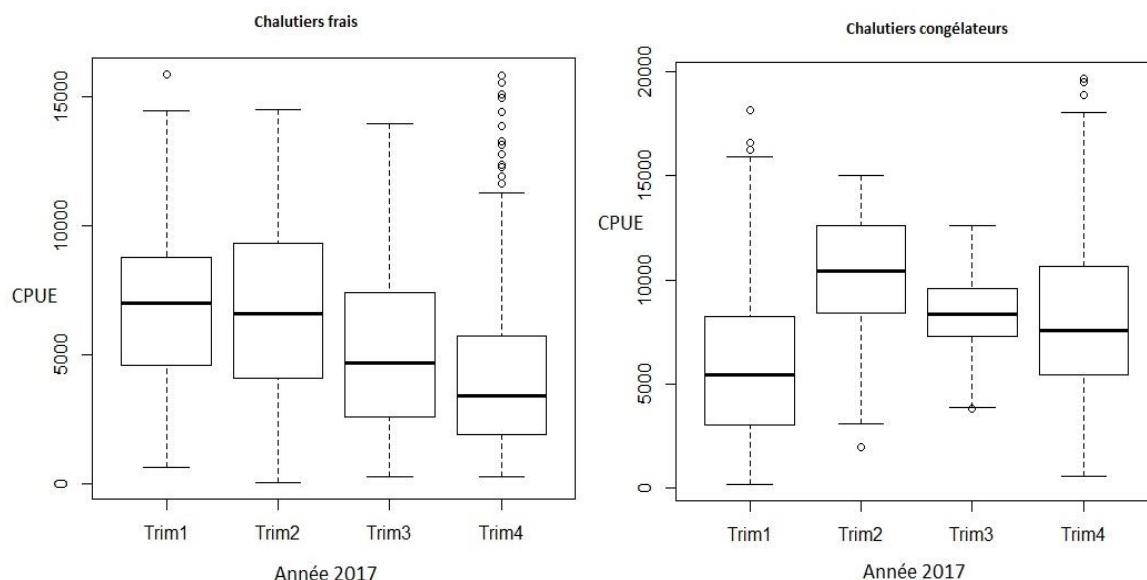 Chalutiers frais
15000
10000
5000
0
CPUE
Trim1 Trim2 Trim3 Trim4
Année 2017
Chalutiers congélateurs
20000
15000
10000
5000
0
CPUE
Trim1 Trim2 Trim3 Trim4
Année 2017